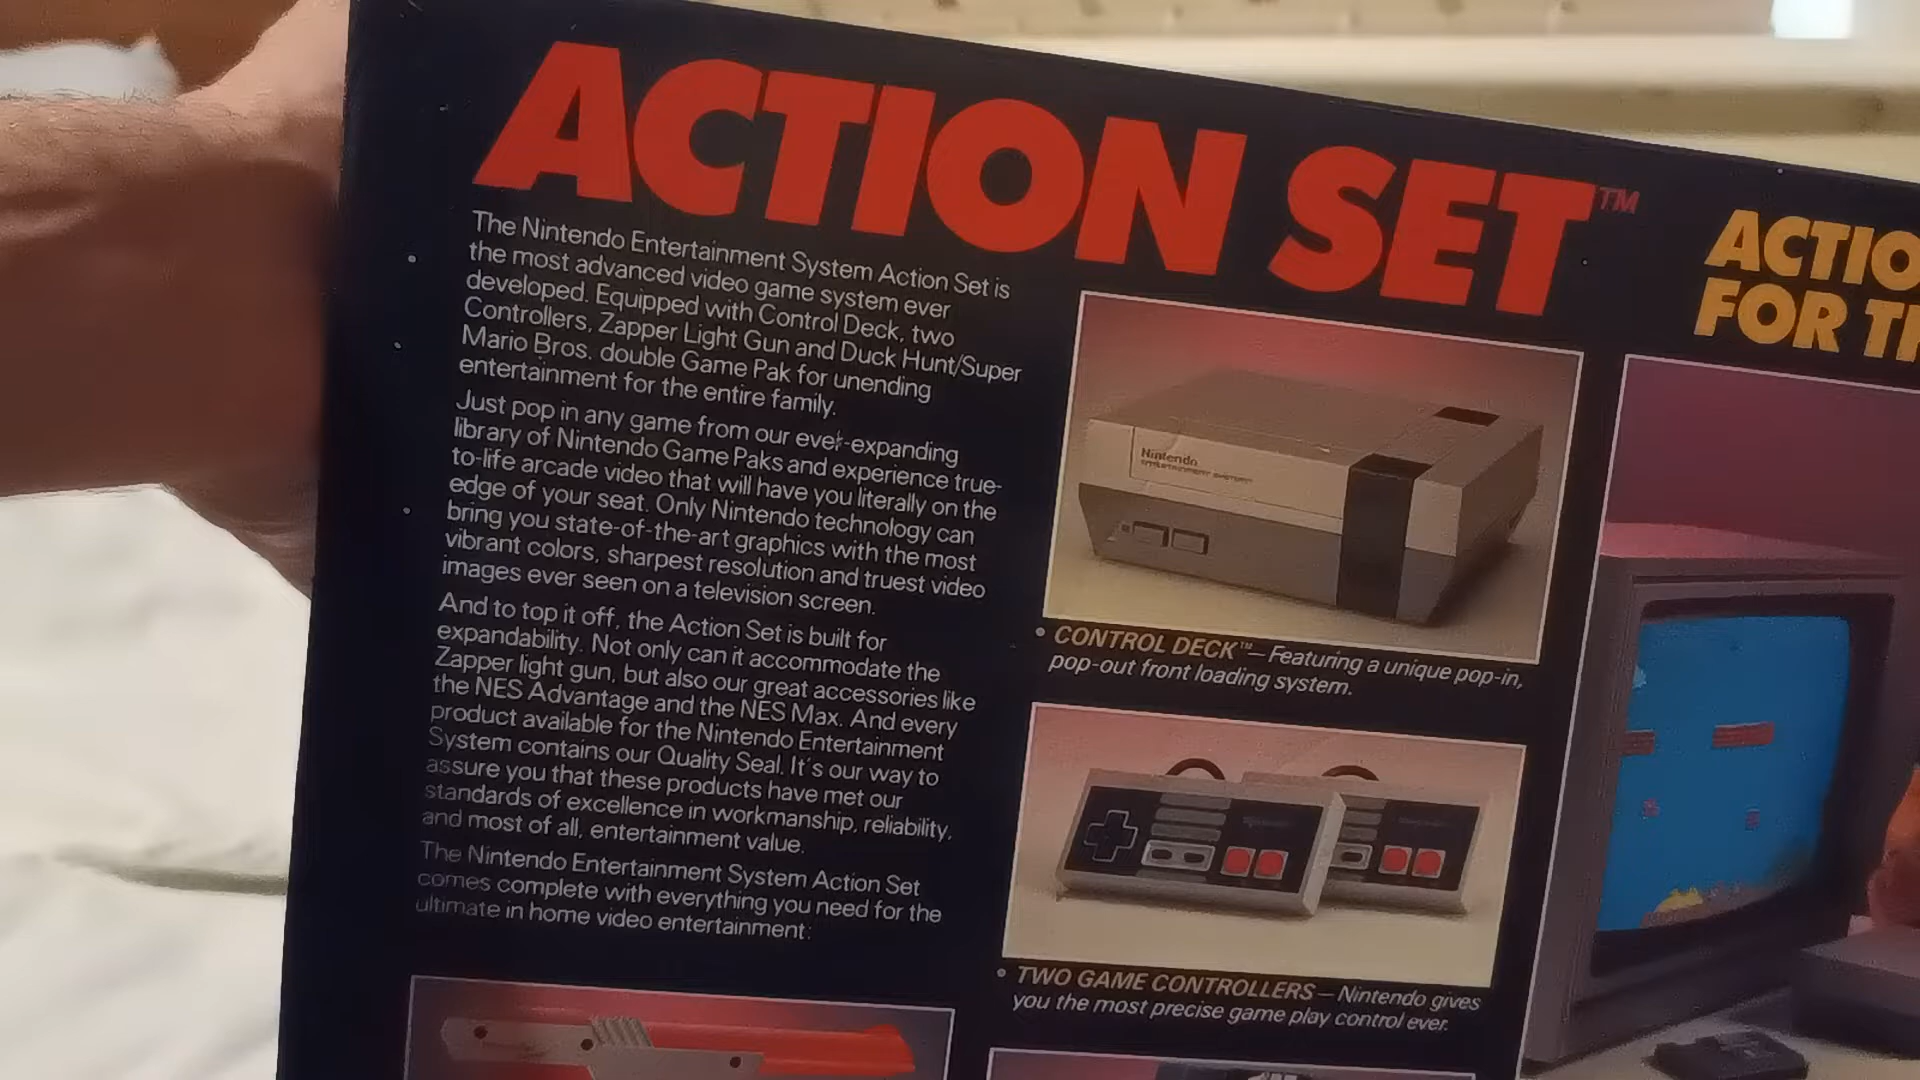 ACTION SET™
The Nintendo Entertainment System Action Set is
the most advanced video game system ever
developed. Equipped with Control Deck, two
Controllers, Zapper Light Gun and Duck Hunt/Super
Mario Bros. double Game Pak for unending
entertainment for the entire family.
Just pop in any game from our ever-expanding
library of Nintendo Game Paks and experience true-
to-life arcade video that will have you literally on the
edge of your seat. Only Nintendo technology can
bring you state-of-the-art graphics with the most
vibrant colors, sharpest resolution and truest video
images ever seen on a television screen.
And to top it off, the Action Set is built for
expandability. Not only can it accommodate the
Zapper light gun, but also our great accessories like
the NES Advantage and the NES Max. And every
product available for the Nintendo Entertainment
System contains our Quality Seal. It's our way to
assure you that these products have met our
standards of excellence in workmanship, reliability,
and most of all, entertainment value.
The Nintendo Entertainment System Action Set
comes complete with everything you need for the
ultimate in home video entertainment:
Nintendo
ENTERTAINMENT SYSTEM
• CONTROL DECK™—Featuring a unique pop-in,
pop-out front loading system.
• TWO GAME CONTROLLERS—Nintendo gives
you the most precise game play control ever.
ACTIO
FOR TH